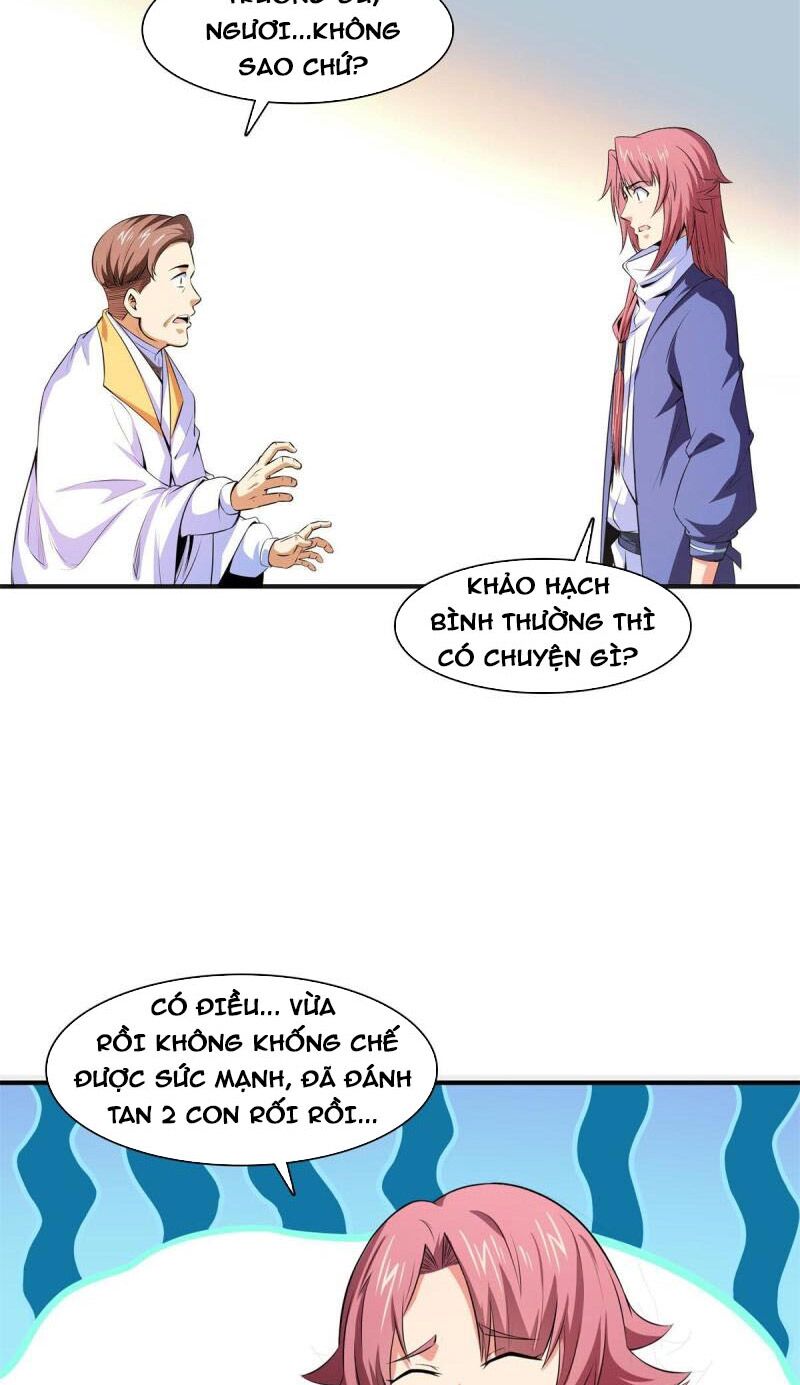 NGƯƠI...KHÔNG
SAO CHỨ?
KHẢO HẠCH
BÌNH THƯỜNG THÌ
CÓ CHUYỆN GÌ?
CÓ ĐIỀU... VỪA
RỒI KHÔNG KHỐNG CHẾ
ĐƯỢC SỨC MẠNH, ĐÃ ĐÁNH
TAN 2 CON RỐI RỒI...